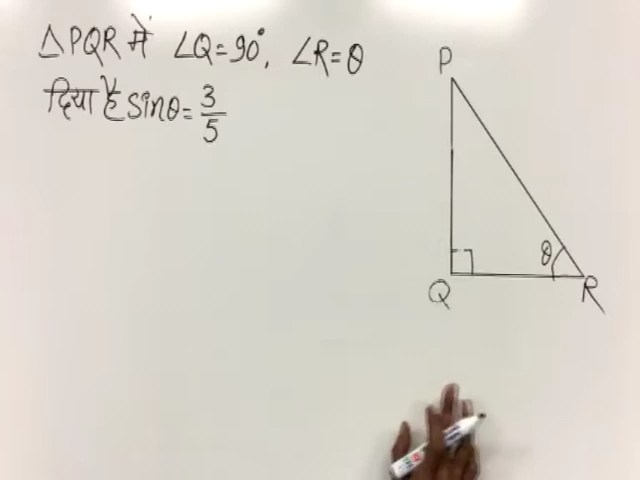 △PQR में ∠Q=90°, ∠R=θ
दिया है sinθ=3/5
P
θ
Q
R